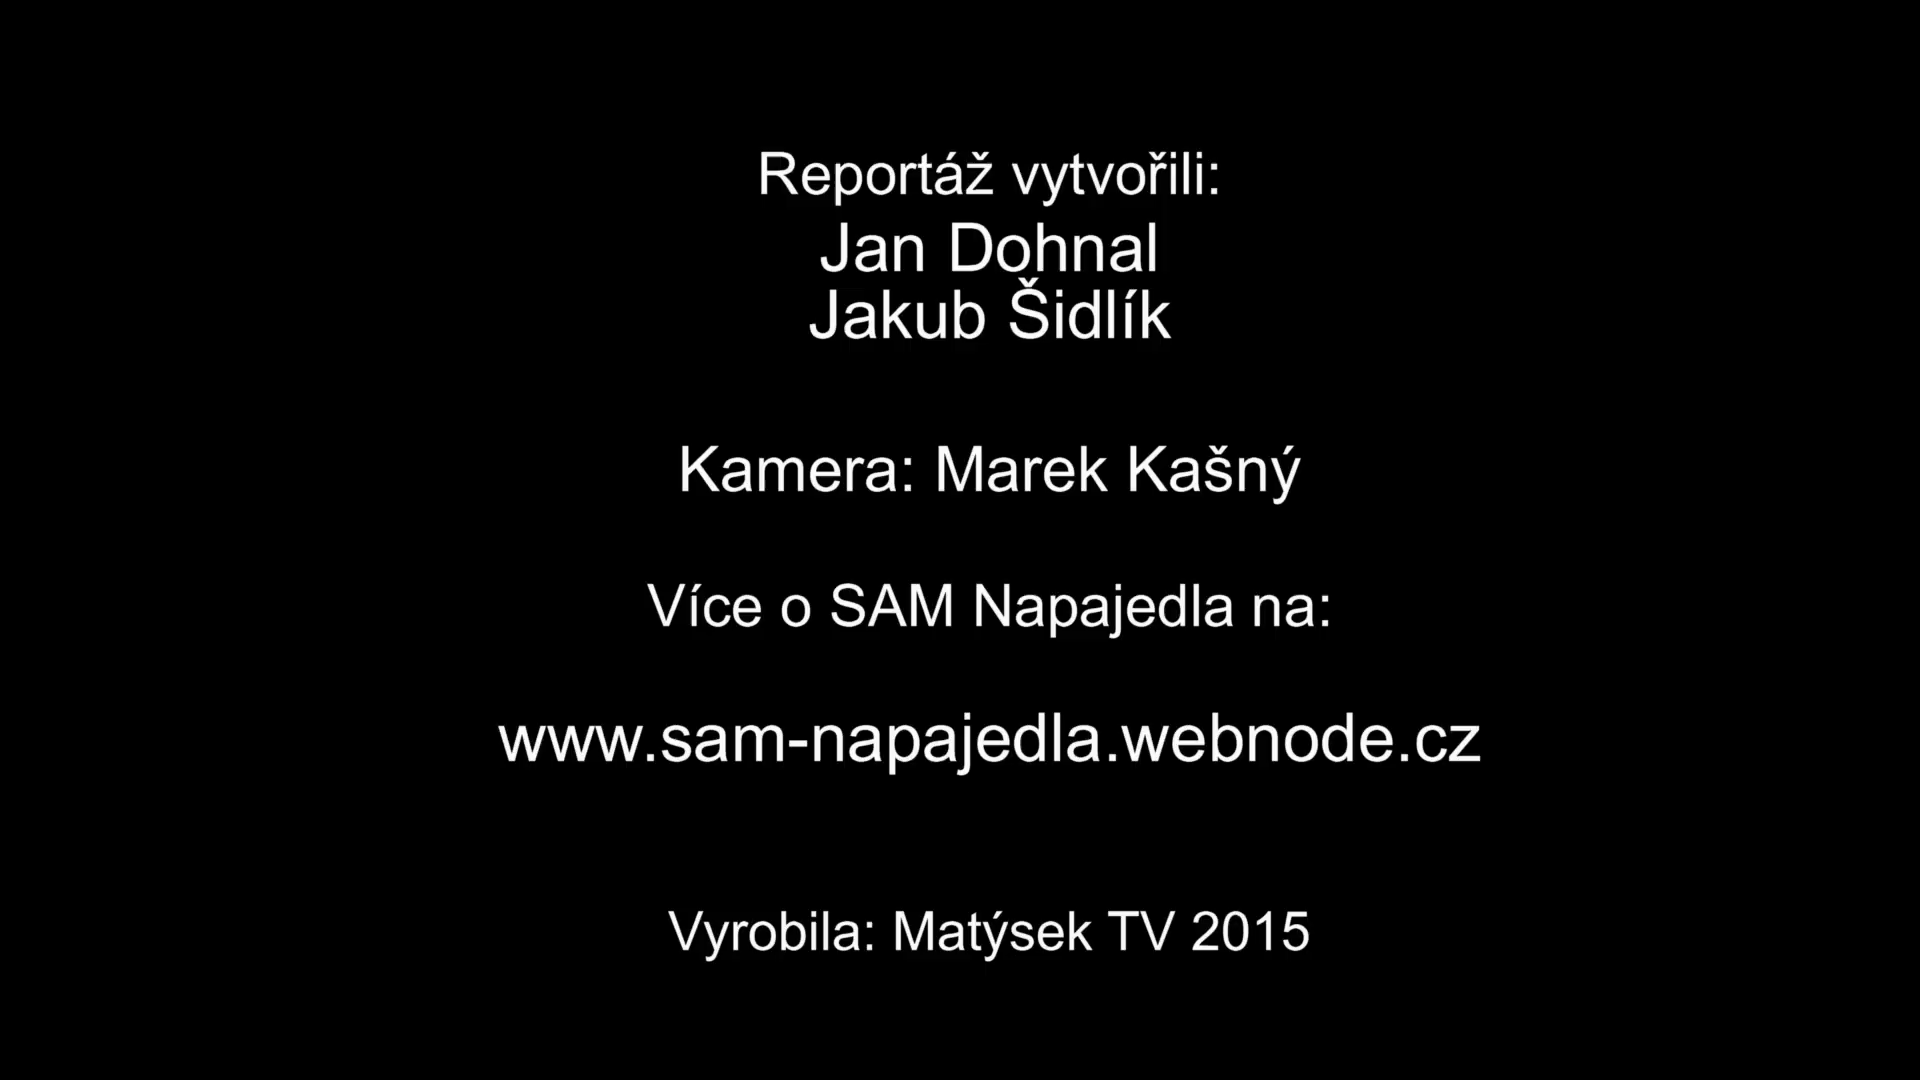 Reportáž vytvořili:
Jan Dohnal
Jakub Šidlík
Kamera: Marek Kašný
Více o SAM Napajedla na:
www.sam-napajedla.webnode.cz
Vyrobila: Matýsek TV 2015